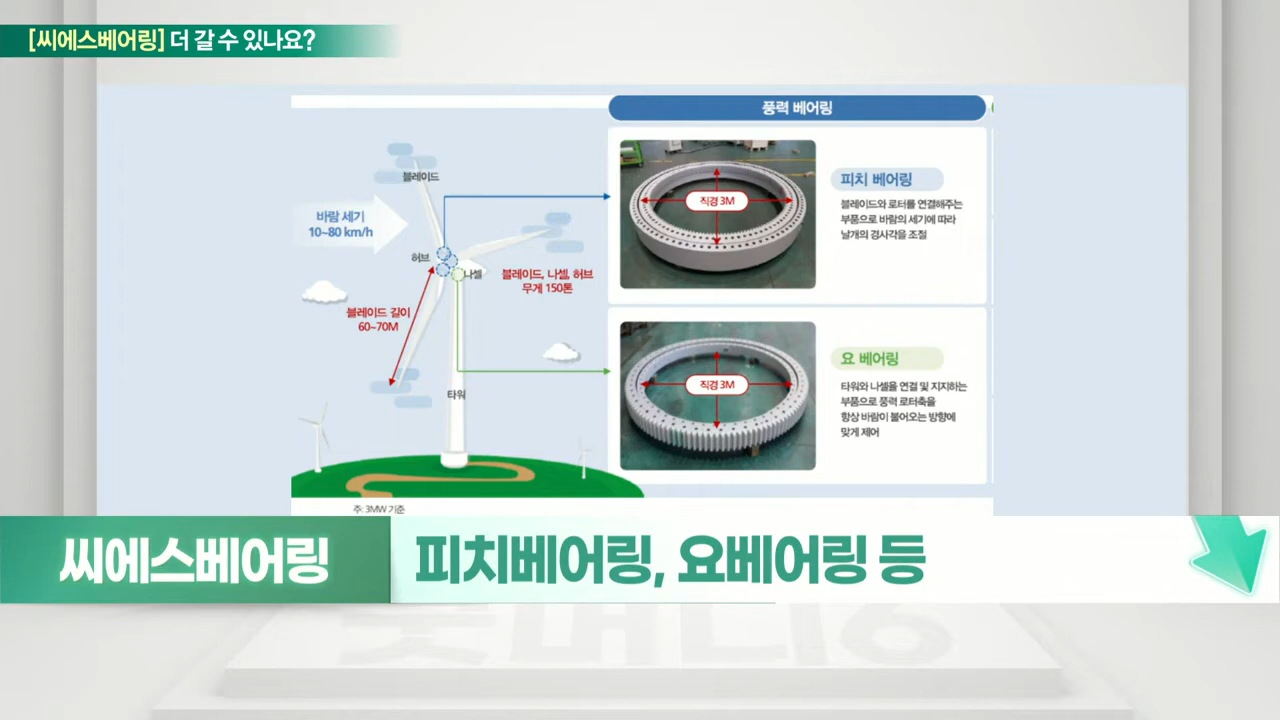 [씨에스베어링] 더 갈 수 있나요?
풍력 베어링
블레이드
바람 세기
10~80 km/h
허브
나셀
블레이드, 나셀, 허브
무게 150톤
블레이드 길이
60~70M
타워
주: 3MW 기준
직경 3M
피치 베어링
블레이드와 로터를 연결해주는
부품으로 바람의 세기에 따라
날개의 경사각을 조절
직경 3M
요 베어링
타워와 나셀을 연결 및 지지하는
부품으로 풍력 로터축을
항상 바람이 불어오는 방향에
맞게 제어
씨에스베어링
피치베어링, 요베어링 등